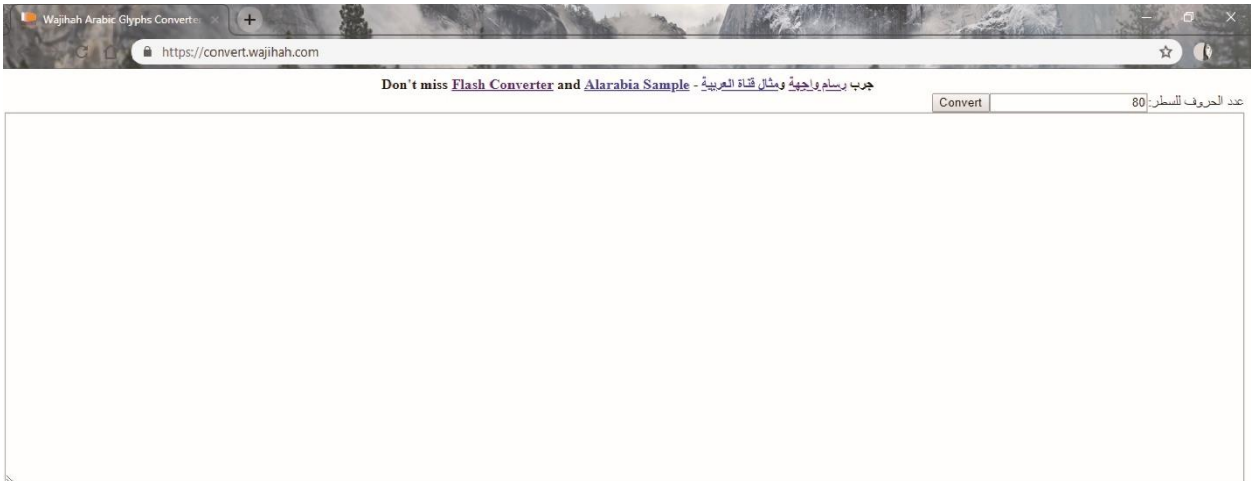 Wajihah Arabic Glyphs Converte
https://convert.wajihah.com
Don't miss Flash Converter and Alarabia Sample - جرب رسام واجهة ومثال قناة العربية
عدد الحروف للسطر: 80 Convert